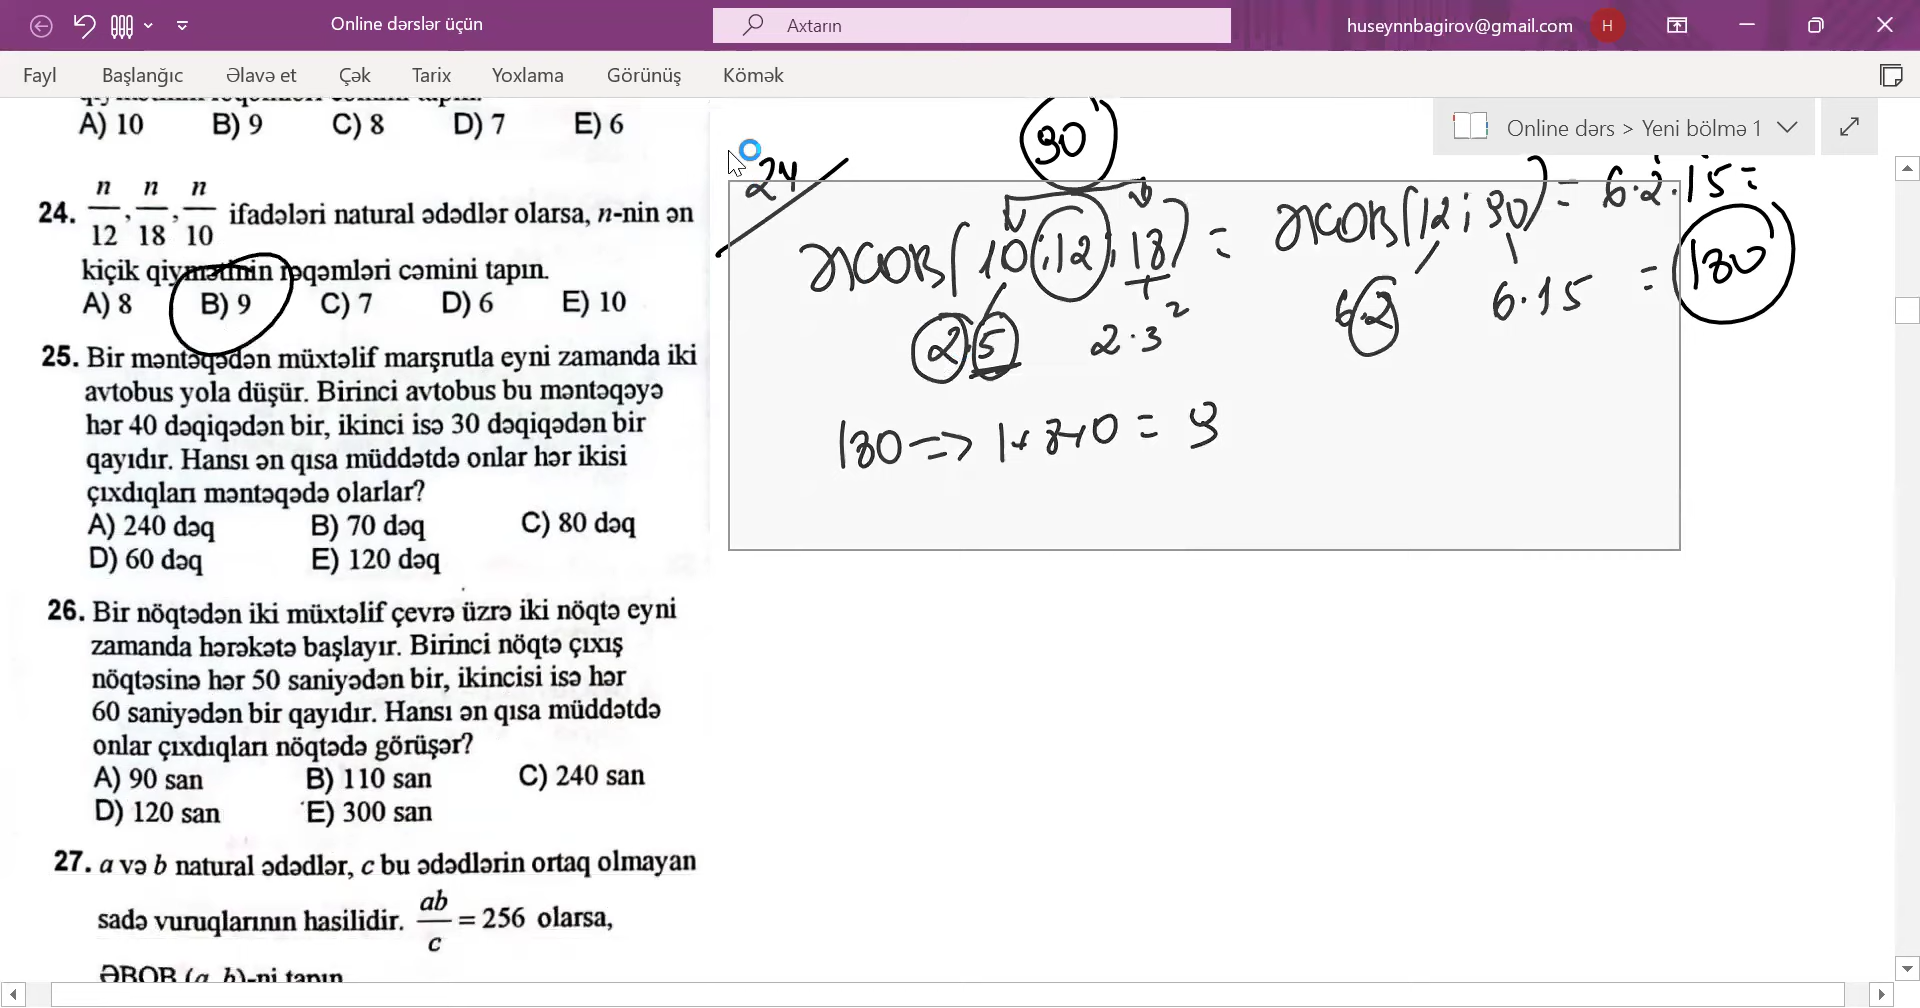 Online dərslər üçün
Axtarın
huseynnbagirov@gmail.com
H
Fayl Başlanğıc Əlavə et Çək Tarix Yoxlama Görünüş Kömək
Online dərs > Yeni bölmə 1
A) 10 B) 9 C) 8 D) 7 E) 6
24. n/12, n/18, n/10 ifadələri natural ədədlər olarsa, n-nin ən
kiçik qiymətinin rəqəmləri cəmini tapın.
A) 8 B) 9 C) 7 D) 6 E) 10
25. Bir məntəqədən müxtəlif marşrutla eyni zamanda iki
avtobus yola düşür. Birinci avtobus bu məntəqəyə
hər 40 dəqiqədən bir, ikinci isə 30 dəqiqədən bir
qayıdır. Hansı ən qısa müddətdə onlar hər ikisi
çıxdıqları məntəqədə olarlar?
A) 240 dəq B) 70 dəq C) 80 dəq
D) 60 dəq E) 120 dəq
26. Bir nöqtədən iki müxtəlif çevrə üzrə iki nöqtə eyni
zamanda hərəkətə başlayır. Birinci nöqtə çıxış
nöqtəsinə hər 50 saniyədən bir, ikincisi isə hər
60 saniyədən bir qayıdır. Hansı ən qısa müddətdə
onlar çıxdıqları nöqtədə görüşər?
A) 90 san B) 110 san C) 240 san
D) 120 san E) 300 san
27. a və b natural ədədlər, c bu ədədlərin ortaq olmayan
sadə vuruqlarının hasilidir. ab/c = 256 olarsa,
ƏBOB (a, b)-ni tapın
90
24
(10;12;18) = (12;90) = 6·2·15 =
2·5 2·3² 6·2 6·15 = 180
180 => 1+8+0 = 9